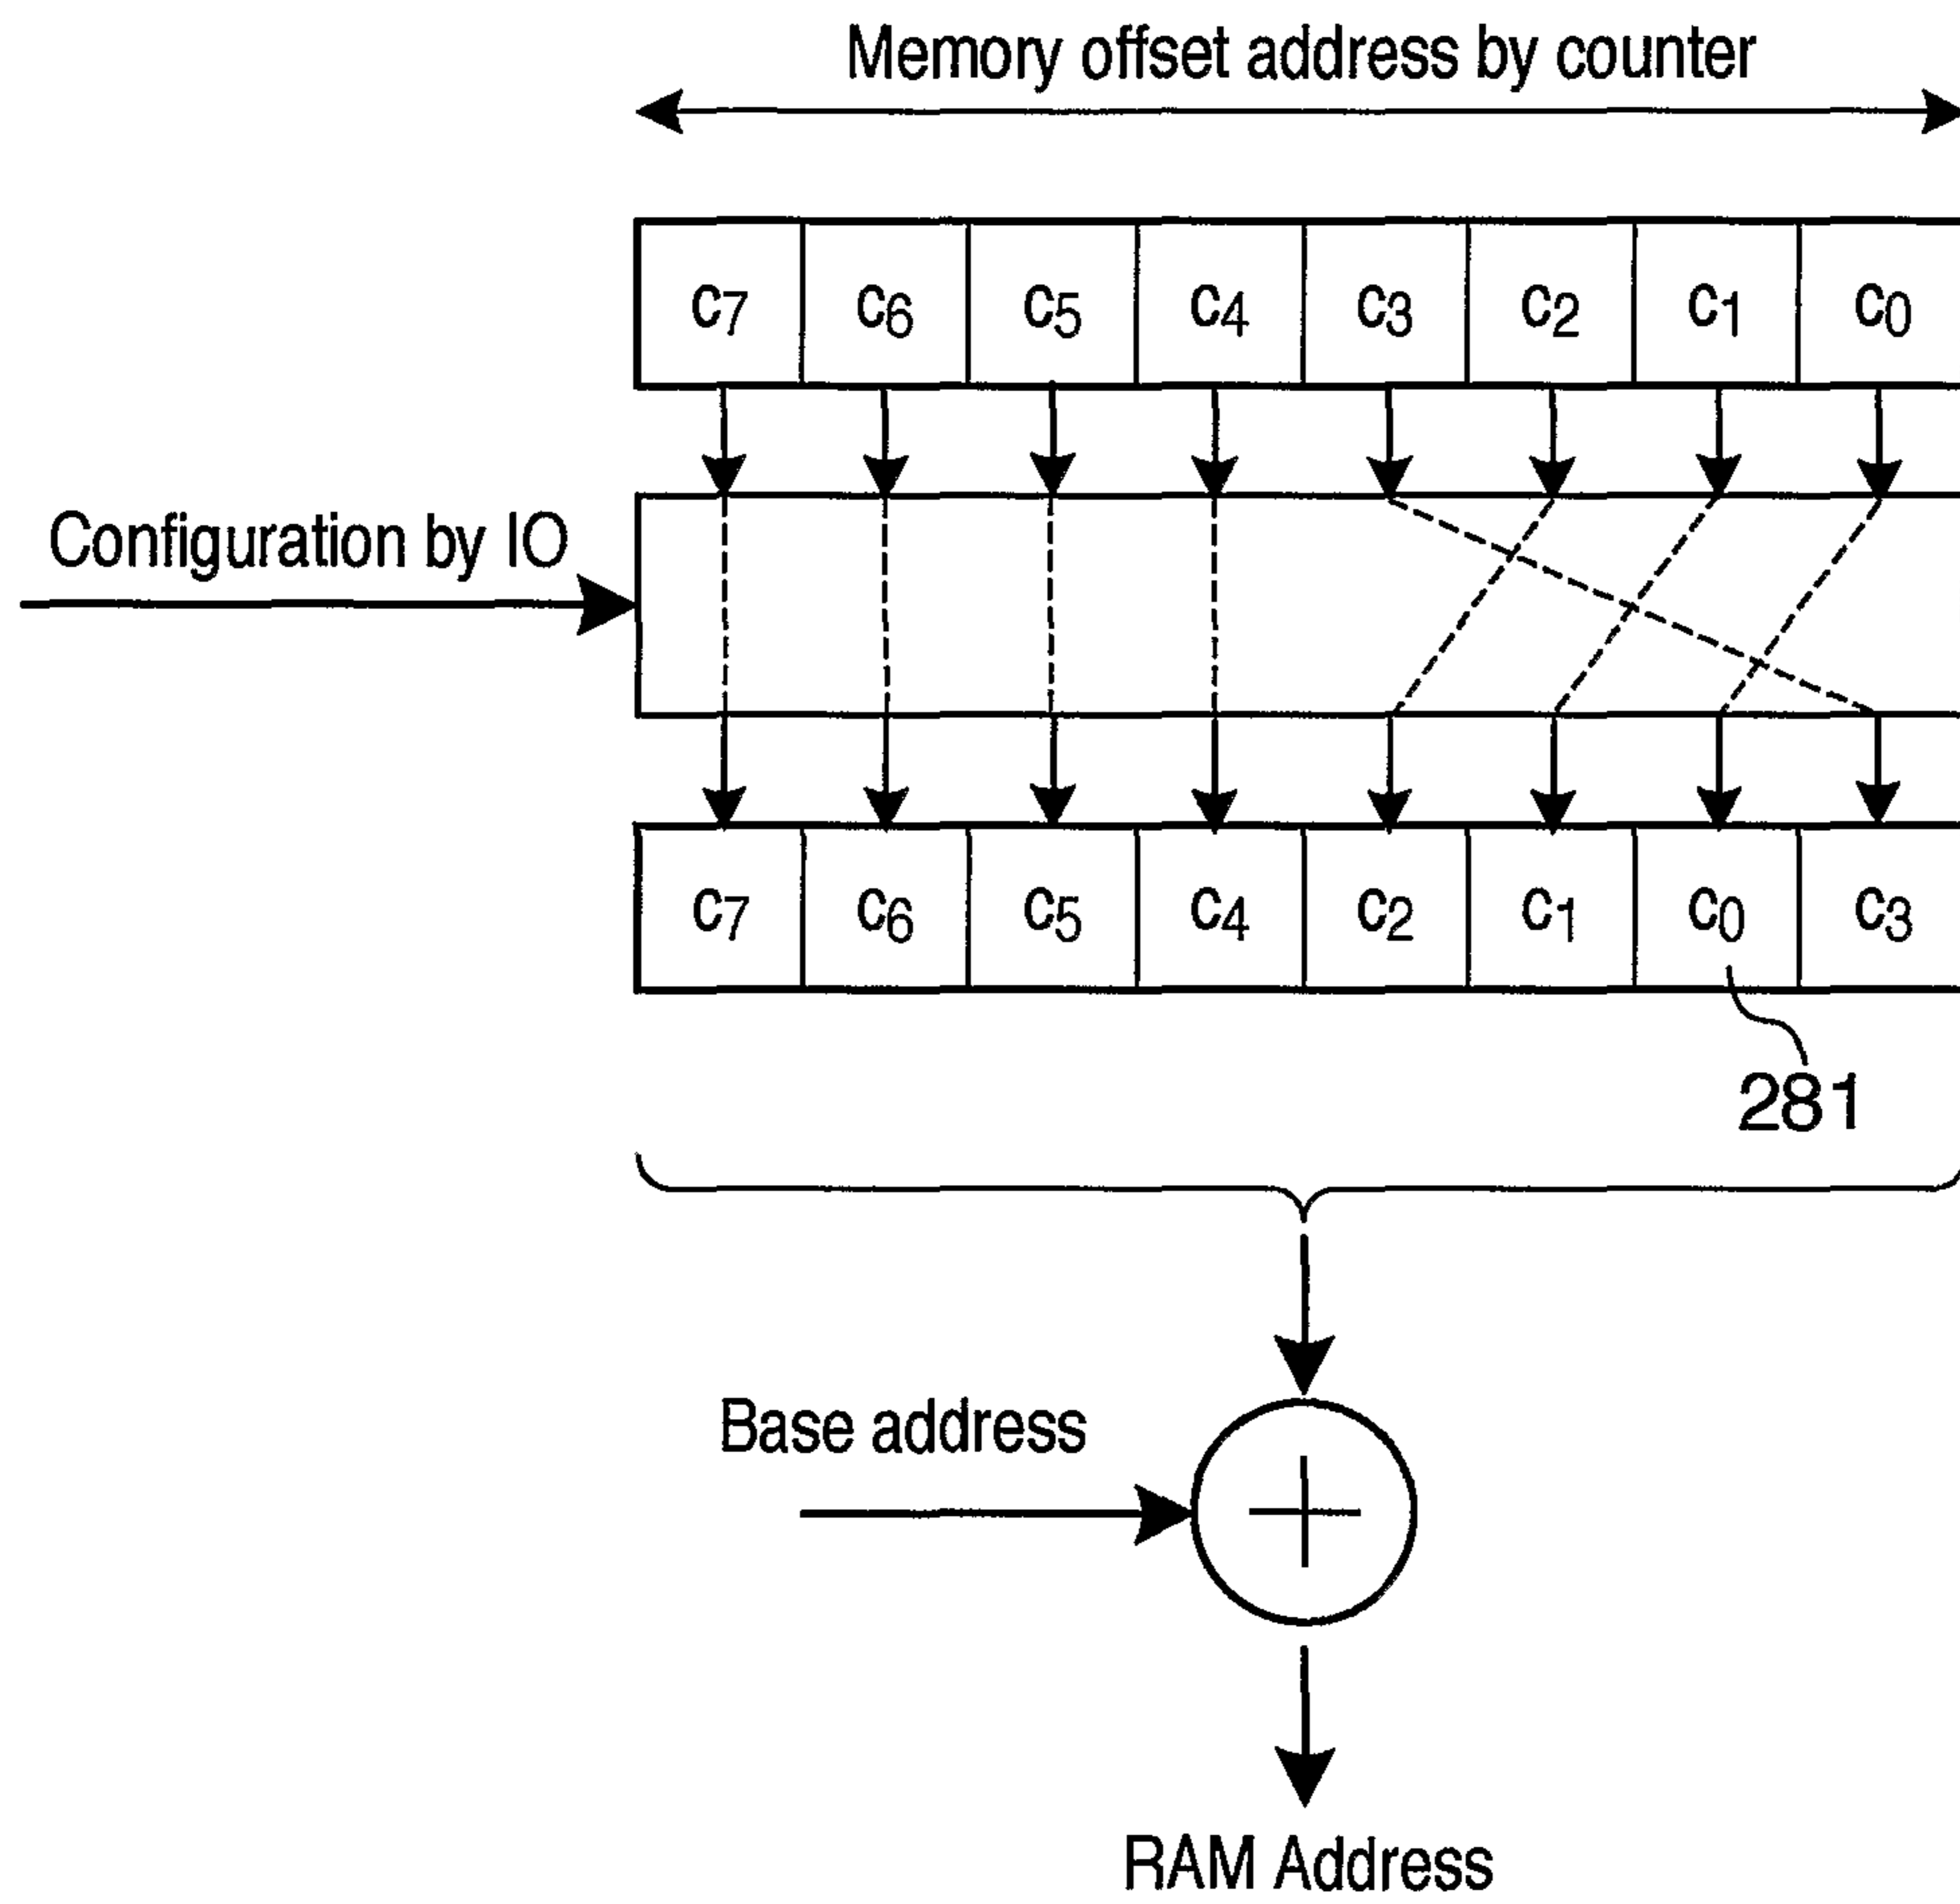 Memory offset address by counter
c7 c6 c5 c4 c3 c2 c1 c0
Configuration by IO
c7 c6 c5 c4 c2 c1 c0 c3
281
Base address
+
RAM Address